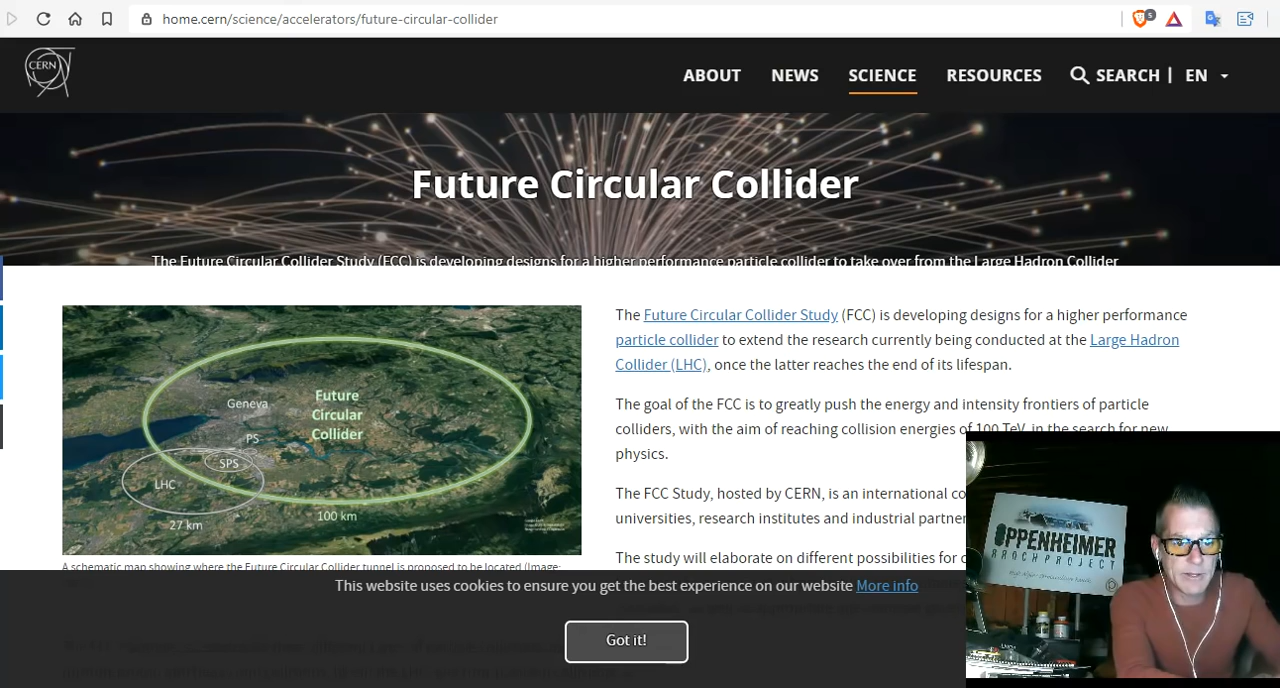 home.cern/science/accelerators/future-circular-collider
5
CERN
ABOUT NEWS SCIENCE RESOURCES SEARCH | EN
Future Circular Collider
The Future Circular Collider Study (FCC) is developing designs for a higher performance particle collider to take over from the Large Hadron Collider
Geneva
PS
SPS
LHC
27 km
Future
Circular
Collider
100 km
A schematic map showing where the Future Circular Collider tunnel is proposed to be located (Image:
The Future Circular Collider Study (FCC) is developing designs for a higher performance
particle collider to extend the research currently being conducted at the Large Hadron
Collider (LHC), once the latter reaches the end of its lifespan.
The goal of the FCC is to greatly push the energy and intensity frontiers of particle
colliders, with the aim of reaching collision energies of 100 TeV, in the search for new
physics.
The FCC Study, hosted by CERN, is an international co
universities, research institutes and industrial partner
The study will elaborate on different possibilities for c
This website uses cookies to ensure you get the best experience on our website More info
Got it!
OPPENHEIMER
PROJECT